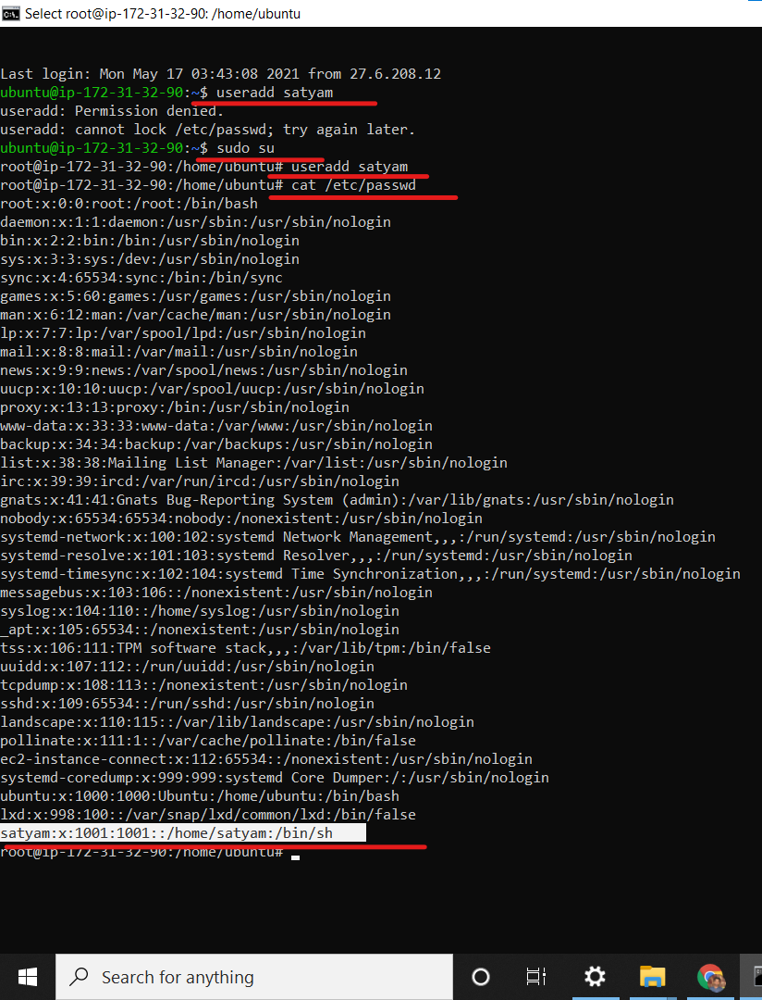 Select root@ip-172-31-32-90: /home/ubuntu
Last login: Mon May 17 03:43:08 2021 from 27.6.208.12
ubuntu@ip-172-31-32-90:~$ useradd satyam
useradd: Permission denied.
useradd: cannot lock /etc/passwd; try again later.
ubuntu@ip-172-31-32-90:~$ sudo su
root@ip-172-31-32-90:/home/ubuntu# useradd satyam
root@ip-172-31-32-90:/home/ubuntu# cat /etc/passwd
root:x:0:0:root:/root:/bin/bash
daemon:x:1:1:daemon:/usr/sbin:/usr/sbin/nologin
bin:x:2:2:bin:/bin:/usr/sbin/nologin
sys:x:3:3:sys:/dev:/usr/sbin/nologin
sync:x:4:65534:sync:/bin:/bin/sync
games:x:5:60:games:/usr/games:/usr/sbin/nologin
man:x:6:12:man:/var/cache/man:/usr/sbin/nologin
lp:x:7:7:lp:/var/spool/lpd:/usr/sbin/nologin
mail:x:8:8:mail:/var/mail:/usr/sbin/nologin
news:x:9:9:news:/var/spool/news:/usr/sbin/nologin
uucp:x:10:10:uucp:/var/spool/uucp:/usr/sbin/nologin
proxy:x:13:13:proxy:/bin:/usr/sbin/nologin
www-data:x:33:33:www-data:/var/www:/usr/sbin/nologin
backup:x:34:34:backup:/var/backups:/usr/sbin/nologin
list:x:38:38:Mailing List Manager:/var/list:/usr/sbin/nologin
irc:x:39:39:ircd:/var/run/ircd:/usr/sbin/nologin
gnats:x:41:41:Gnats Bug-Reporting System (admin):/var/lib/gnats:/usr/sbin/nologin
nobody:x:65534:65534:nobody:/nonexistent:/usr/sbin/nologin
systemd-network:x:100:102:systemd Network Management,,,:/run/systemd:/usr/sbin/nologin
systemd-resolve:x:101:103:systemd Resolver,,,:/run/systemd:/usr/sbin/nologin
systemd-timesync:x:102:104:systemd Time Synchronization,,,:/run/systemd:/usr/sbin/nologin
messagebus:x:103:106::/nonexistent:/usr/sbin/nologin
syslog:x:104:110::/home/syslog:/usr/sbin/nologin
_apt:x:105:65534::/nonexistent:/usr/sbin/nologin
tss:x:106:111:TPM software stack,,,:/var/lib/tpm:/bin/false
uuidd:x:107:112::/run/uuidd:/usr/sbin/nologin
tcpdump:x:108:113::/nonexistent:/usr/sbin/nologin
sshd:x:109:65534::/run/sshd:/usr/sbin/nologin
landscape:x:110:115::/var/lib/landscape:/usr/sbin/nologin
pollinate:x:111:1::/var/cache/pollinate:/bin/false
ec2-instance-connect:x:112:65534::/nonexistent:/usr/sbin/nologin
systemd-coredump:x:999:999:systemd Core Dumper:/:/usr/sbin/nologin
ubuntu:x:1000:1000:Ubuntu:/home/ubuntu:/bin/bash
lxd:x:998:100::/var/snap/lxd/common/lxd:/bin/false
satyam:x:1001:1001::/home/satyam:/bin/sh
root@ip-172-31-32-90:/home/ubuntu#
Search for anything